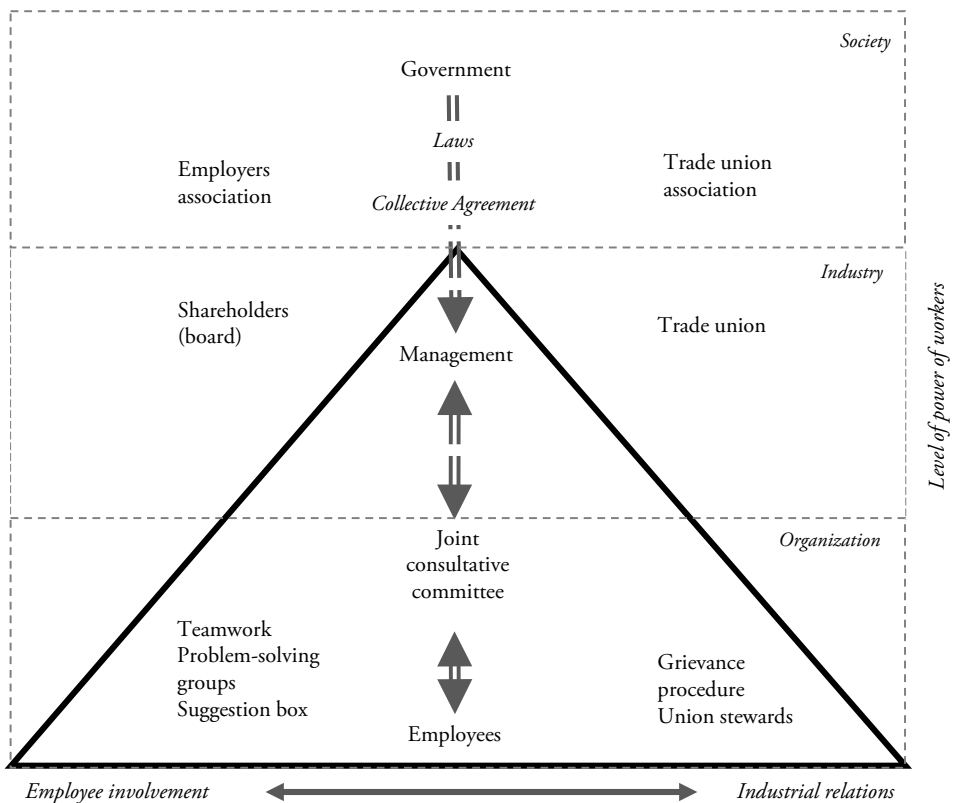 Society
Government
Laws
Employers
association
Trade union
association
Collective Agreement
Industry
Shareholders
(board)
Trade union
Management
Level of power of workers
Organization
Joint
consultative
committee
Teamwork
Problem-solving
groups
Suggestion box
Grievance
procedure
Union stewards
Employees
Employee involvement
Industrial relations